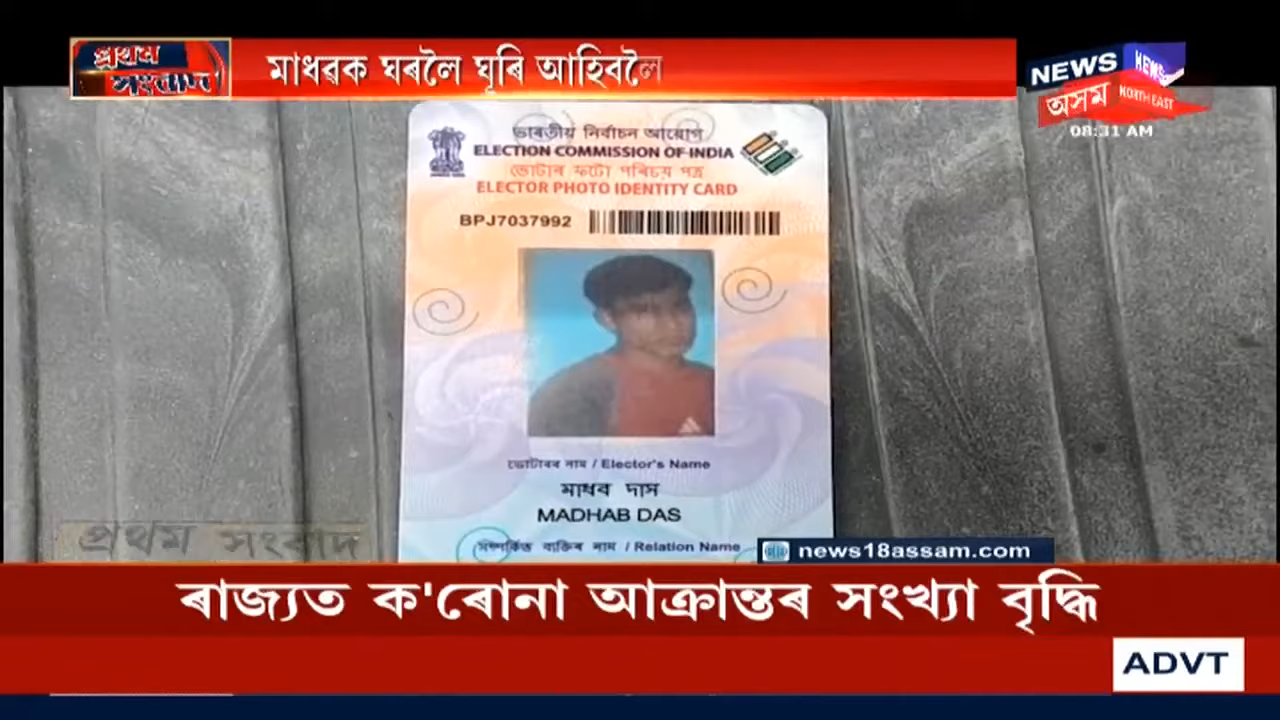 প্ৰথম
সংবাদ
মাধৱক ঘৰলৈ ঘূৰি আহিবলৈ
NEWS
NEWS
অসম
NORTH EAST
08:31 AM
ভাৰতীয় নিৰ্বাচন আয়োগ
ELECTION COMMISSION OF INDIA
ভোটাৰ ফটো পৰিচয় পত্ৰ
ELECTOR PHOTO IDENTITY CARD
BPJ7037992
ভোটাৰৰ নাম / Elector's Name
মাধব দাস
MADHAB DAS
সম্পৰ্কিত ব্যক্তিৰ নাম / Relation Name
প্ৰথম সংবাদ
news18assam.com
ৰাজ্যত ক'ৰোনা আক্ৰান্তৰ সংখ্যা বৃদ্ধি
ADVT